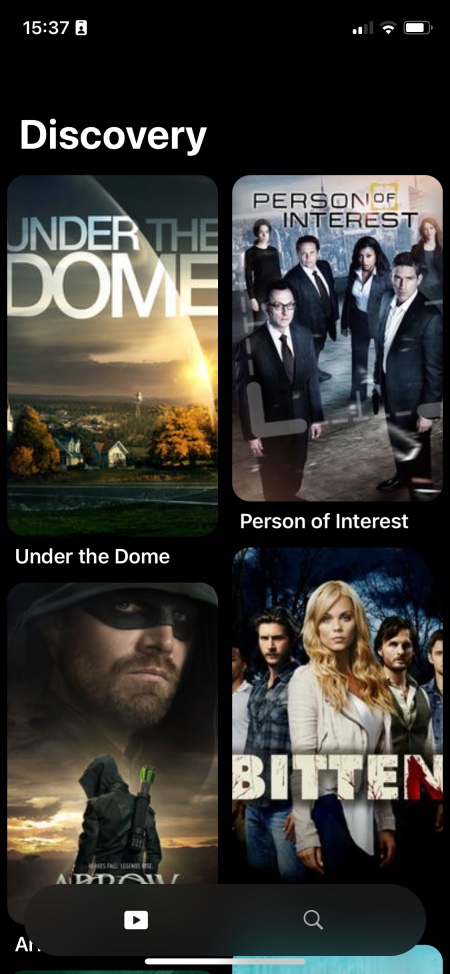 15:37
Discovery
UNDER THE
DOME
Under the Dome
PERSON OF
INTEREST
Person of Interest
HEROES FALL. LEGENDS RISE.
ARROW
BITTEN